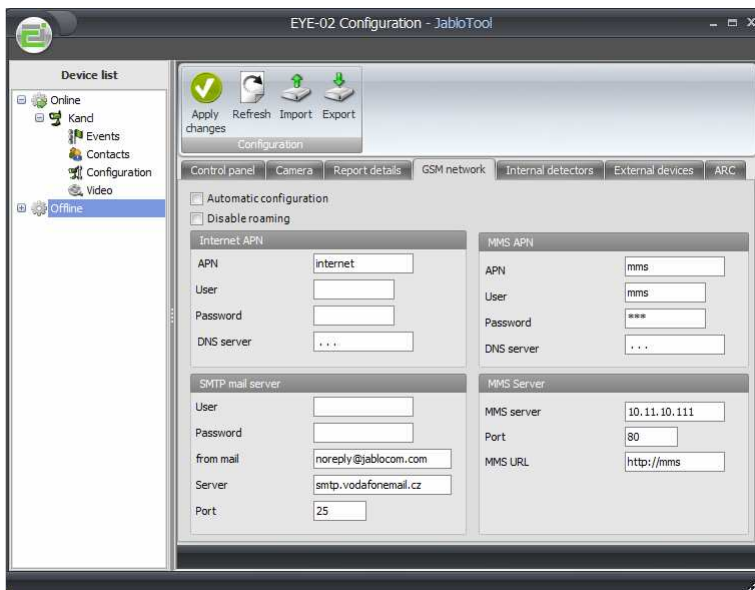 EYE-02 Configuration - JabloTool
Device list
Online
Kand
Events
Contacts
Configuration
Video
Offline
Apply changes
Refresh
Import
Export
Configuration
Control panel
Camera
Report details
GSM network
Internal detectors
External devices
ARC
Automatic configuration
Disable roaming
Internet APN
APN internet
User
Password
DNS server . . .
MMS APN
APN mms
User mms
Password ***
DNS server . . .
SMTP mail server
User
Password
from mail noreply@jablocom.com
Server smtp.vodafonemail.cz
Port 25
MMS Server
MMS server 10.11.10.111
Port 80
MMS URL http://mms